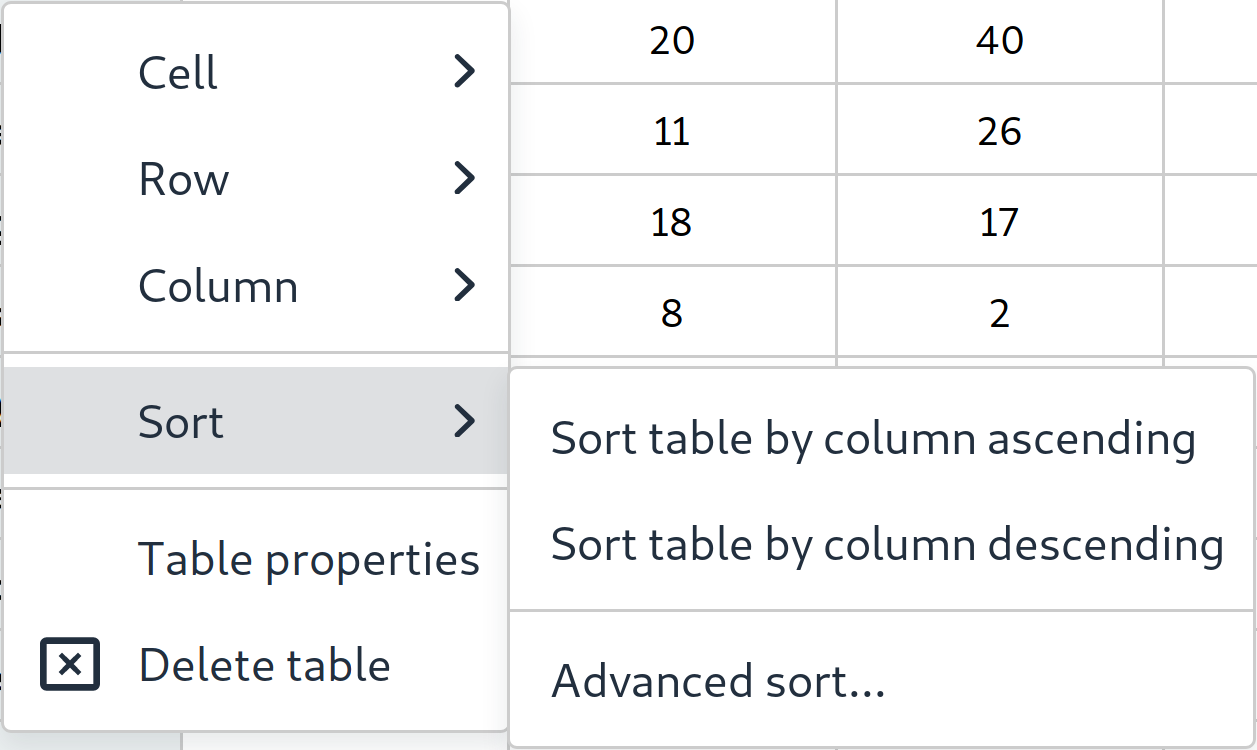 Cell
Row
Column
Sort
Table properties
Delete table
20 40
11 26
18 17
8 2
Sort table by column ascending
Sort table by column descending
Advanced sort...